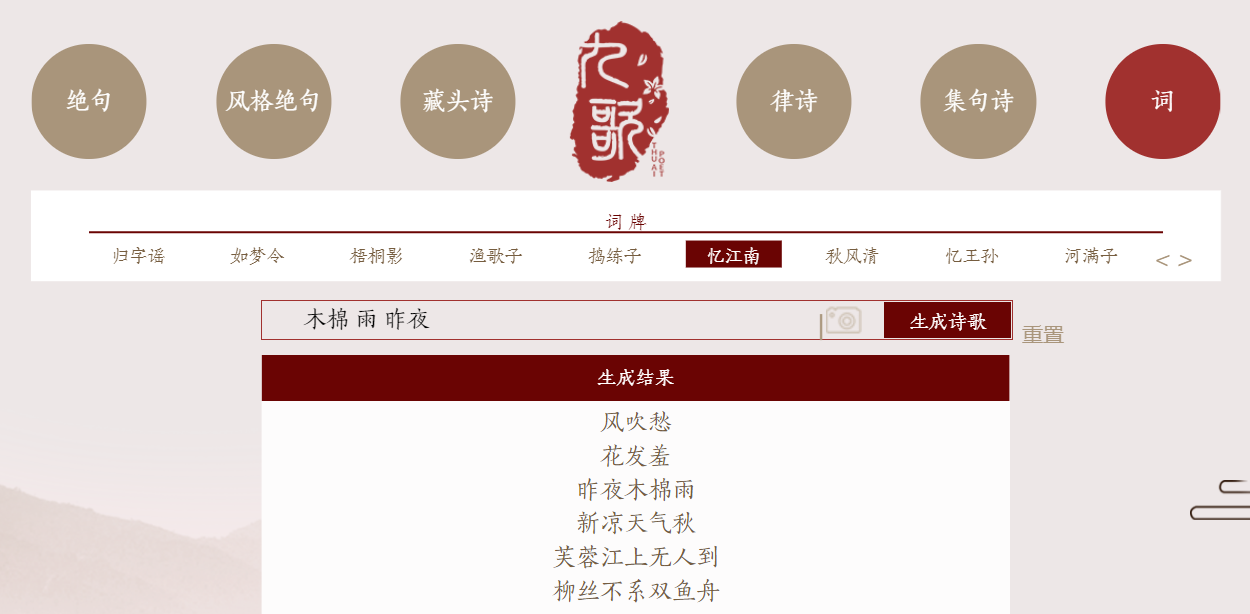 绝句 风格绝句 藏头诗 九歌 THUAI POET 律诗 集句诗 词
词 牌
归字谣 如梦令 梧桐影 渔歌子 捣练子 忆江南 秋风清 忆王孙 河满子 < >
木棉 雨 昨夜 生成诗歌 重置
生成结果
风吹愁
花发羞
昨夜木棉雨
新凉天气秋
芙蓉江上无人到
柳丝不系双鱼舟